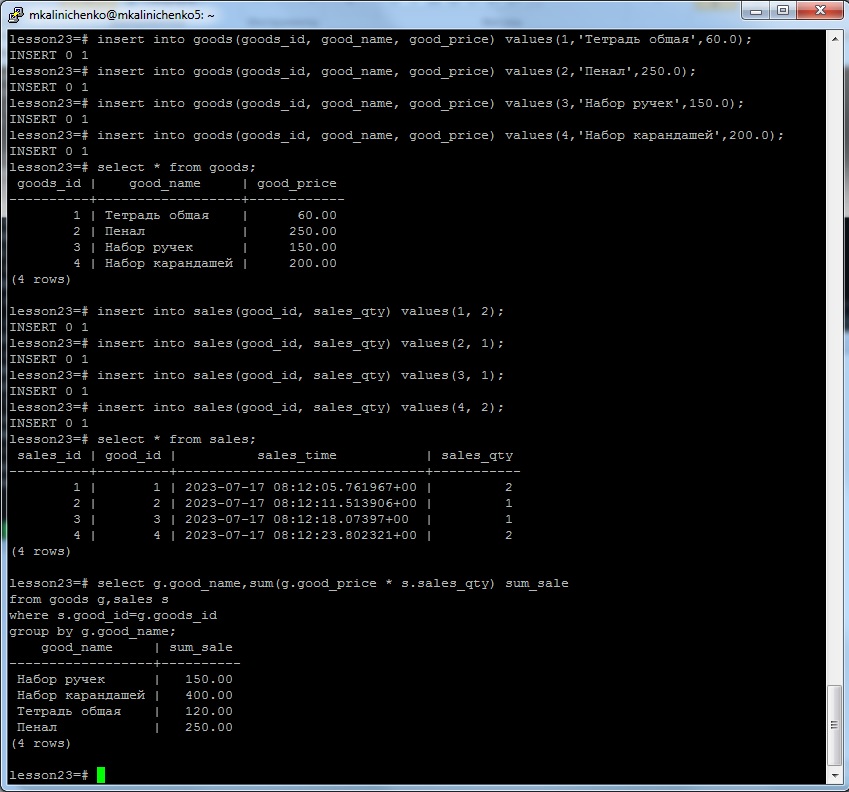 mkalinichenko@mkalinichenko5: ~
lesson23=# insert into goods(goods_id, good_name, good_price) values(1,'Тетрадь общая',60.0);
INSERT 0 1
lesson23=# insert into goods(goods_id, good_name, good_price) values(2,'Пенал',250.0);
INSERT 0 1
lesson23=# insert into goods(goods_id, good_name, good_price) values(3,'Набор ручек',150.0);
INSERT 0 1
lesson23=# insert into goods(goods_id, good_name, good_price) values(4,'Набор карандашей',200.0);
INSERT 0 1
lesson23=# select * from goods;
 goods_id |    good_name     | good_price
----------+------------------+------------
        1 | Тетрадь общая    |      60.00
        2 | Пенал            |     250.00
        3 | Набор ручек      |     150.00
        4 | Набор карандашей |     200.00
(4 rows)
lesson23=# insert into sales(good_id, sales_qty) values(1, 2);
INSERT 0 1
lesson23=# insert into sales(good_id, sales_qty) values(2, 1);
INSERT 0 1
lesson23=# insert into sales(good_id, sales_qty) values(3, 1);
INSERT 0 1
lesson23=# insert into sales(good_id, sales_qty) values(4, 2);
INSERT 0 1
lesson23=# select * from sales;
 sales_id | good_id |          sales_time           | sales_qty
----------+---------+-------------------------------+-----------
        1 |       1 | 2023-07-17 08:12:05.761967+00 |         2
        2 |       2 | 2023-07-17 08:12:11.513906+00 |         1
        3 |       3 | 2023-07-17 08:12:18.07397+00  |         1
        4 |       4 | 2023-07-17 08:12:23.802321+00 |         2
(4 rows)
lesson23=# select g.good_name,sum(g.good_price * s.sales_qty) sum_sale
from goods g,sales s
where s.good_id=g.goods_id
group by g.good_name;
    good_name     | sum_sale
------------------+----------
 Набор ручек      |   150.00
 Набор карандашей |   400.00
 Тетрадь общая    |   120.00
 Пенал            |   250.00
(4 rows)
lesson23=#